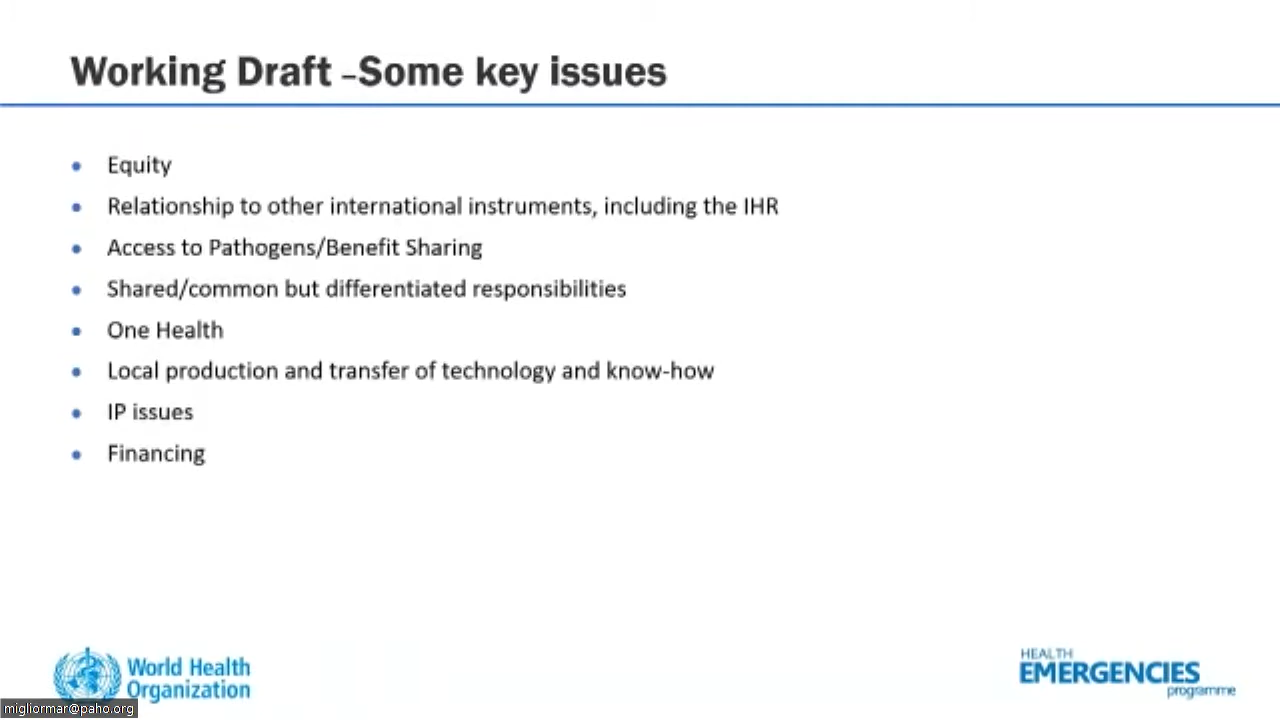 Working Draft –Some key issues
Equity
Relationship to other international instruments, including the IHR
Access to Pathogens/Benefit Sharing
Shared/common but differentiated responsibilities
One Health
Local production and transfer of technology and know-how
IP issues
Financing
World Health
Organization
HEALTH
EMERGENCIES
programme
migliormar@paho.org